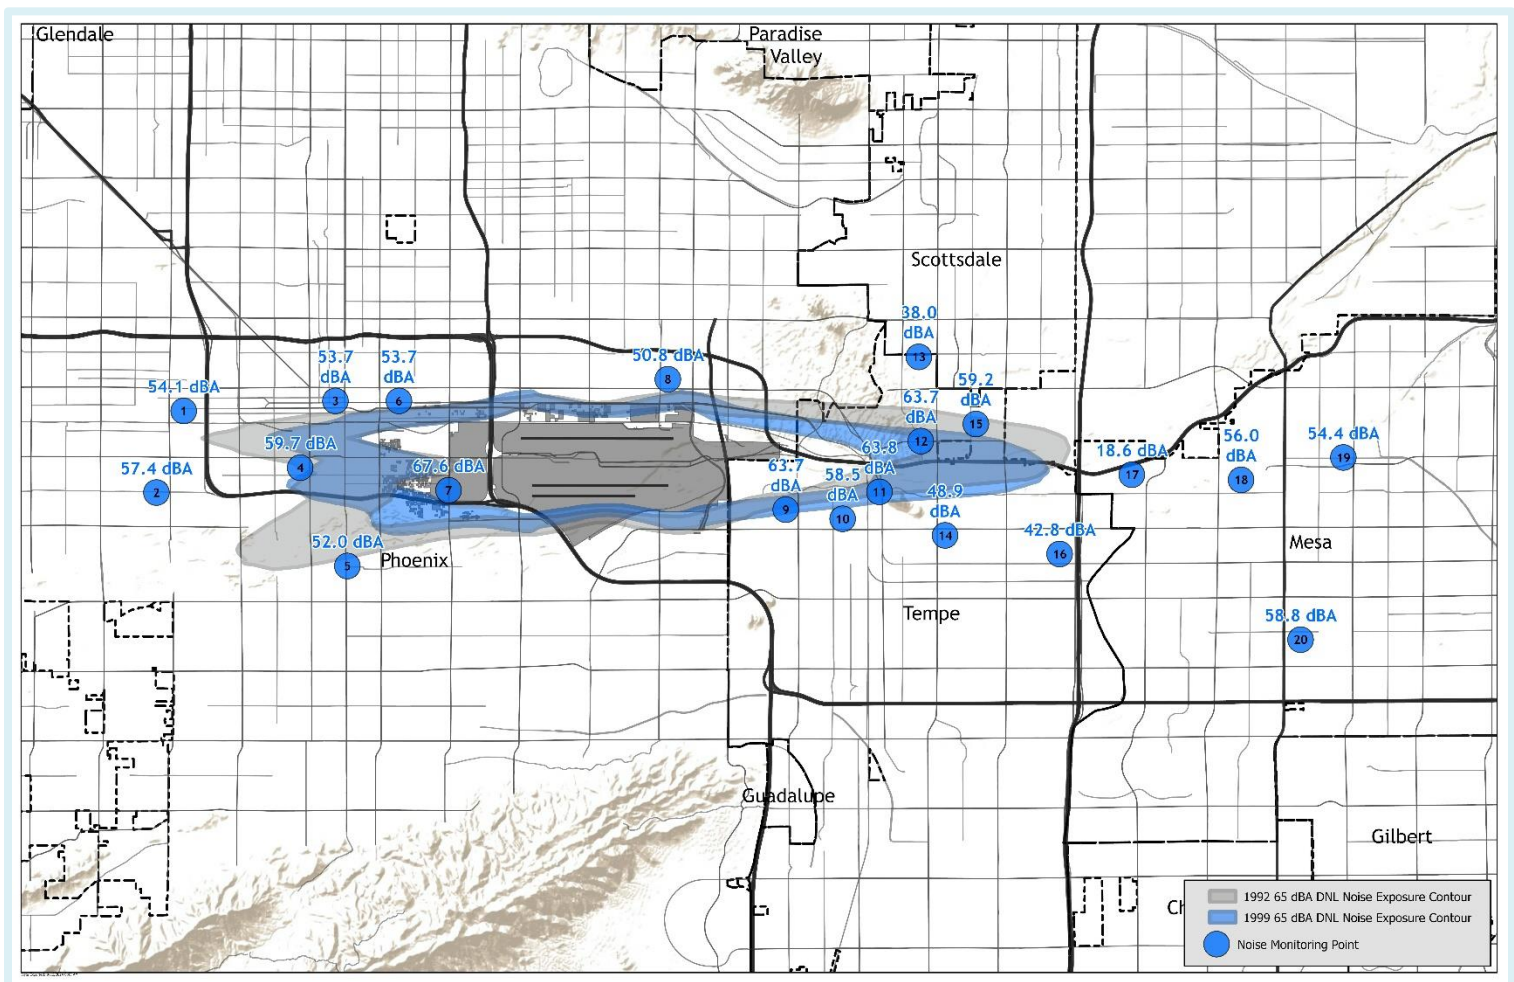 Glendale
Paradise
Valley
Scottsdale
38.0
dBA
13
53.7
dBA
3
53.7
dBA
6
50.8 dBA
8
54.1 dBA
1
59.2
dBA
15
63.7
dBA
12
59.7 dBA
4
57.4 dBA
2
67.6 dBA
7
63.7
dBA
9
58.5
dBA
10
63.8
dBA
11
48.9
dBA
14
18.6 dBA
17
56.0
dBA
18
54.4 dBA
19
52.0 dBA
5
Phoenix
42.8 dBA
16
Mesa
Tempe
58.8 dBA
20
Guadalupe
Gilbert
Ch
1992 65 dBA DNL Noise Exposure Contour
1999 65 dBA DNL Noise Exposure Contour
Noise Monitoring Point